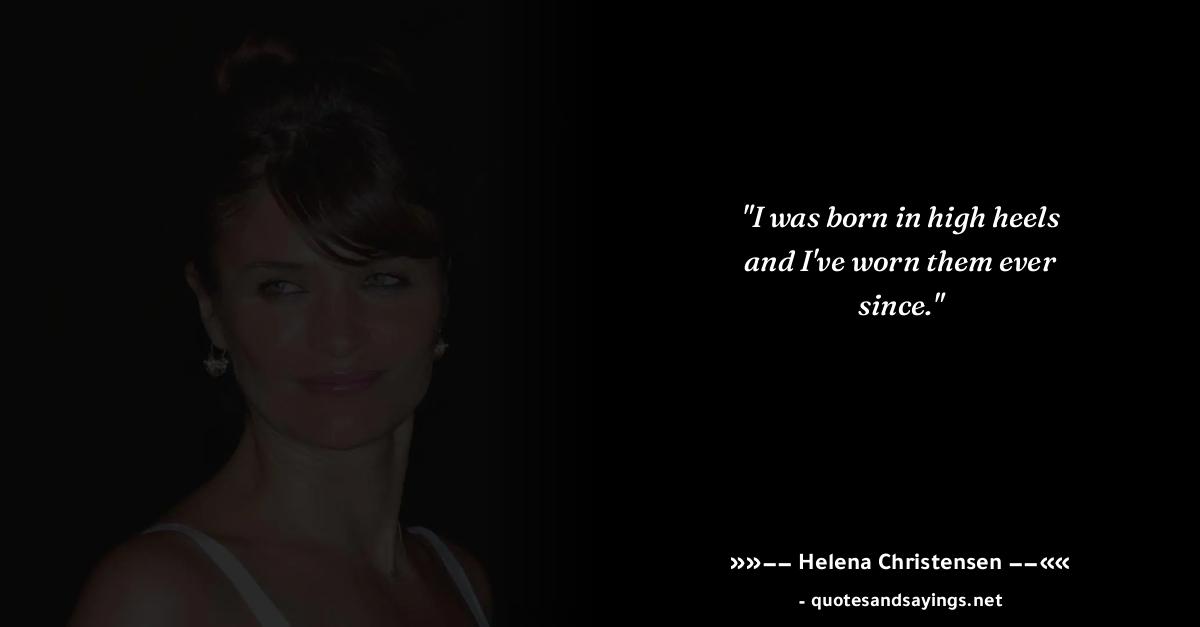 "I was born in high heels
and I've worn them ever
since."
»»–– Helena Christensen ––««
- quotesandsayings.net